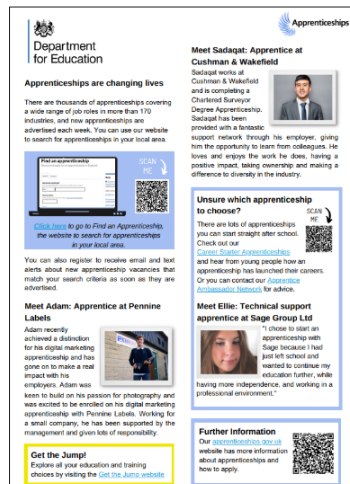 Department
for Education
Apprenticeships
Apprenticeships are changing lives
There are thousands of apprenticeships covering
a wide range of job roles in more than 170
industries, and new apprenticeships are
advertised each week. You can use our website
to search for apprenticeships in your local area.
Find an apprenticeship
SCAN
ME
Click here to go to Find an Apprenticeship,
the website to search for apprenticeships
in your local area.
You can also register to receive email and text
alerts about new apprenticeship vacancies that
match your search criteria as soon as they are
advertised.
Meet Adam: Apprentice at Pennine
Labels
Adam recently
achieved a distinction
for his digital marketing
apprenticeship and has
gone on to make a real
impact with his
employers. Adam was
keen to build on his passion for photography and
was excited to be enrolled on his digital marketing
apprenticeship with Pennine Labels. Working for
a small company, he has been supported by the
management and given lots of responsibility.
Get the Jump!
Explore all your education and training
choices by visiting the Get the Jump website
Meet Sadaqat: Apprentice at
Cushman & Wakefield
Sadaqat works at
Cushman & Wakefield
and is completing a
Chartered Surveyor
Degree Apprenticeship.
Sadaqat has been
provided with a fantastic
support network through his employer, giving
him the opportunity to learn from colleagues. He
loves and enjoys the work he does, having a
positive impact, taking ownership and making a
difference to diversity in the industry.
Unsure which apprenticeship
to choose?
SCAN
ME
There are lots of apprenticeships
you can start straight after school.
Check out our
Career Starter Apprenticeships
and hear from young people how an
apprenticeship has launched their careers.
Or you can contact our Apprentice
Ambassador Network for advice.
Meet Ellie: Technical support
apprentice at Sage Group Ltd
"I chose to start an
apprenticeship with
Sage because I had
just left school and
wanted to continue my
education further, while
having more independence, and working in a
professional environment."
Further Information
Our apprenticeships.gov.uk
website has more information
about apprenticeships and
how to apply.